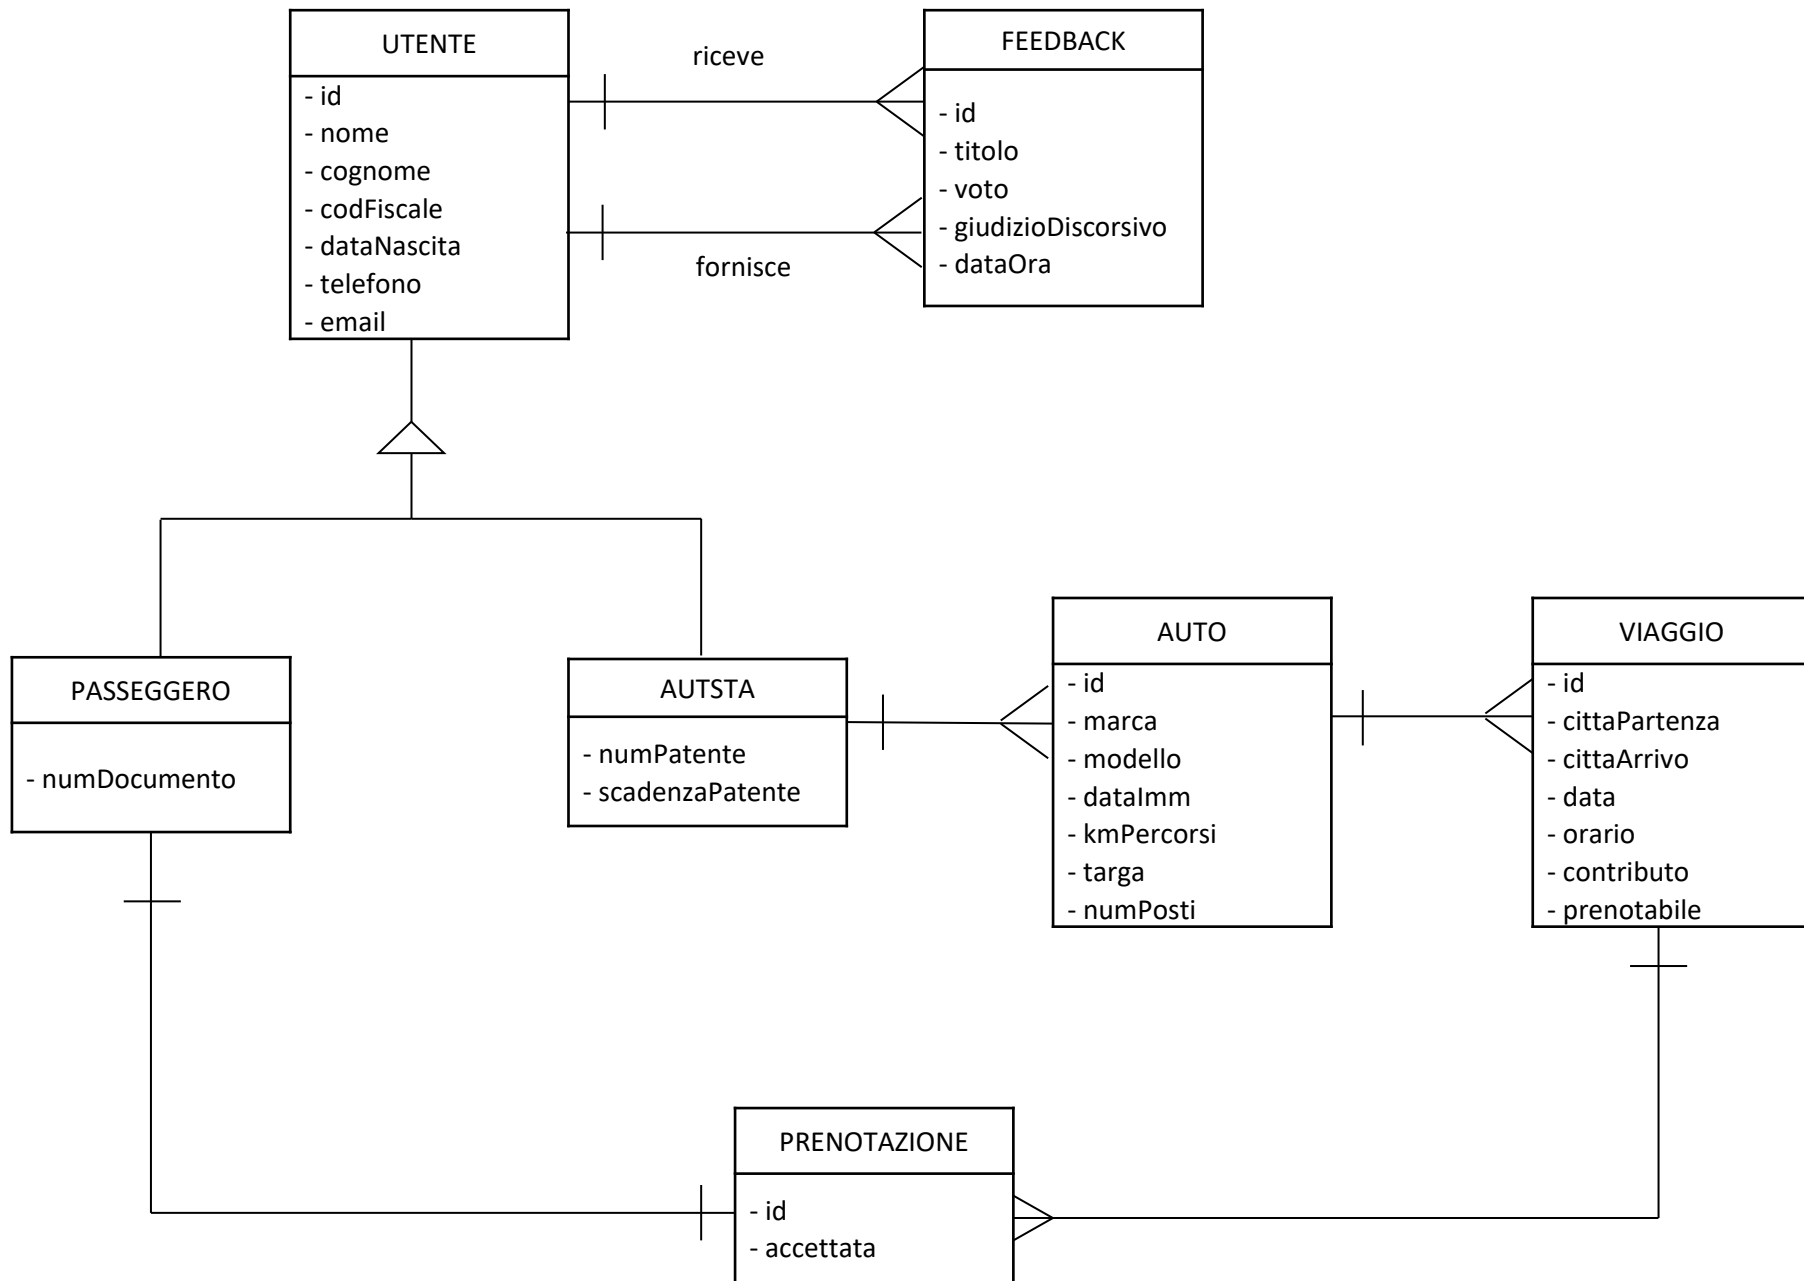 UTENTE
- id
- nome
- cognome
- codFiscale
- dataNascita
- telefono
- email
riceve
fornisce
FEEDBACK
- id
- titolo
- voto
- giudizioDiscorsivo
- dataOra
PASSEGGERO
- numDocumento
AUTSTA
- numPatente
- scadenzaPatente
AUTO
- id
- marca
- modello
- dataImm
- kmPercorsi
- targa
- numPosti
VIAGGIO
- id
- cittaPartenza
- cittaArrivo
- data
- orario
- contributo
- prenotabile
PRENOTAZIONE
- id
- accettata